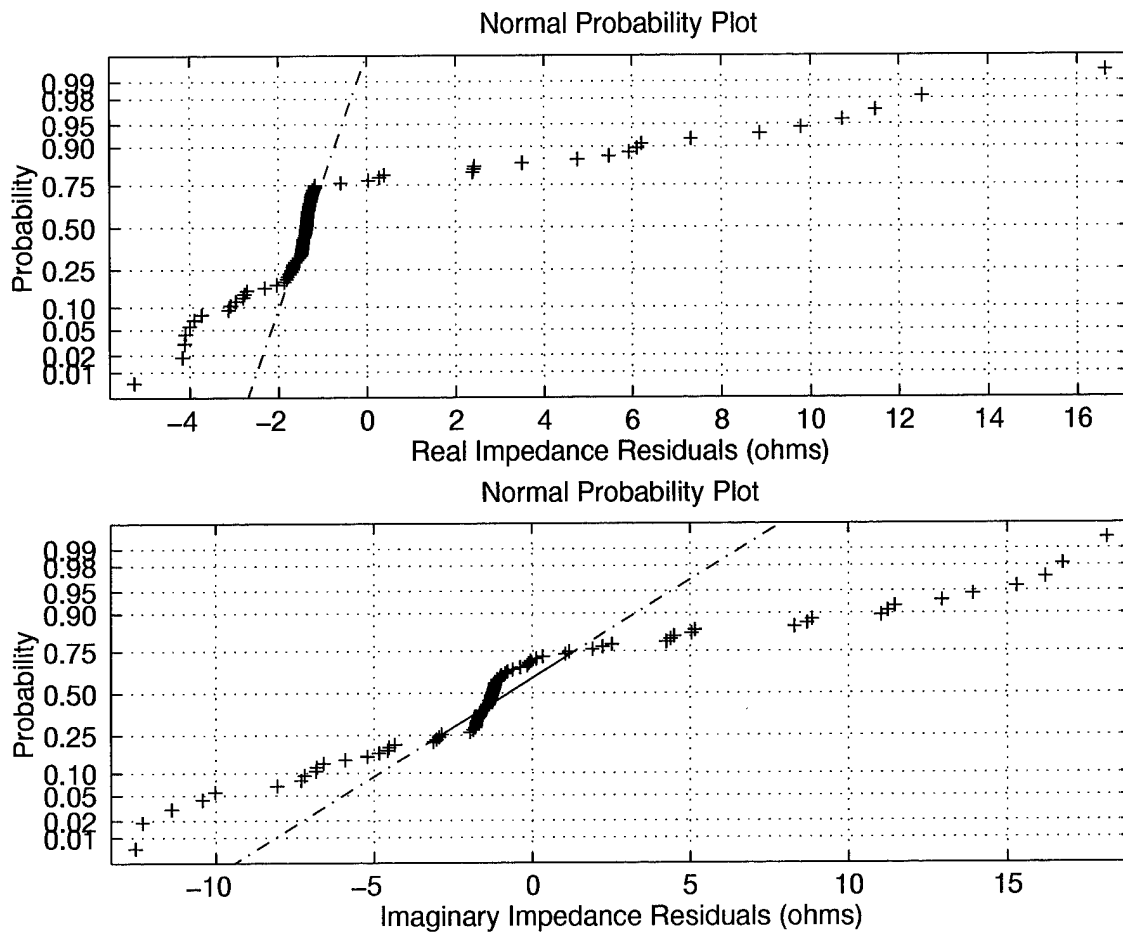 Normal Probability Plot
0.99
0.98
0.95
0.90
0.75
0.50
0.25
0.10
0.05
0.02
0.01
Probability
−4 −2 0 2 4 6 8 10 12 14 16
Real Impedance Residuals (ohms)
Normal Probability Plot
0.99
0.98
0.95
0.90
0.75
0.50
0.25
0.10
0.05
0.02
0.01
Probability
−10 −5 0 5 10 15
Imaginary Impedance Residuals (ohms)